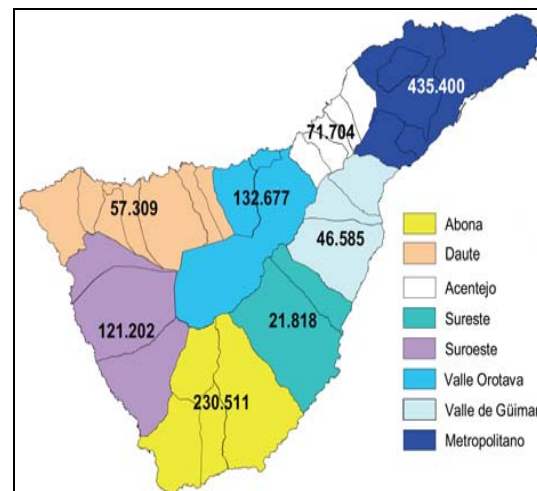 435.400
71.704
132.677
57.309
46.585
21.818
121.202
230.511
Abona
Daute
Acentejo
Sureste
Suroeste
Valle Orotava
Valle de Güimar
Metropolitano